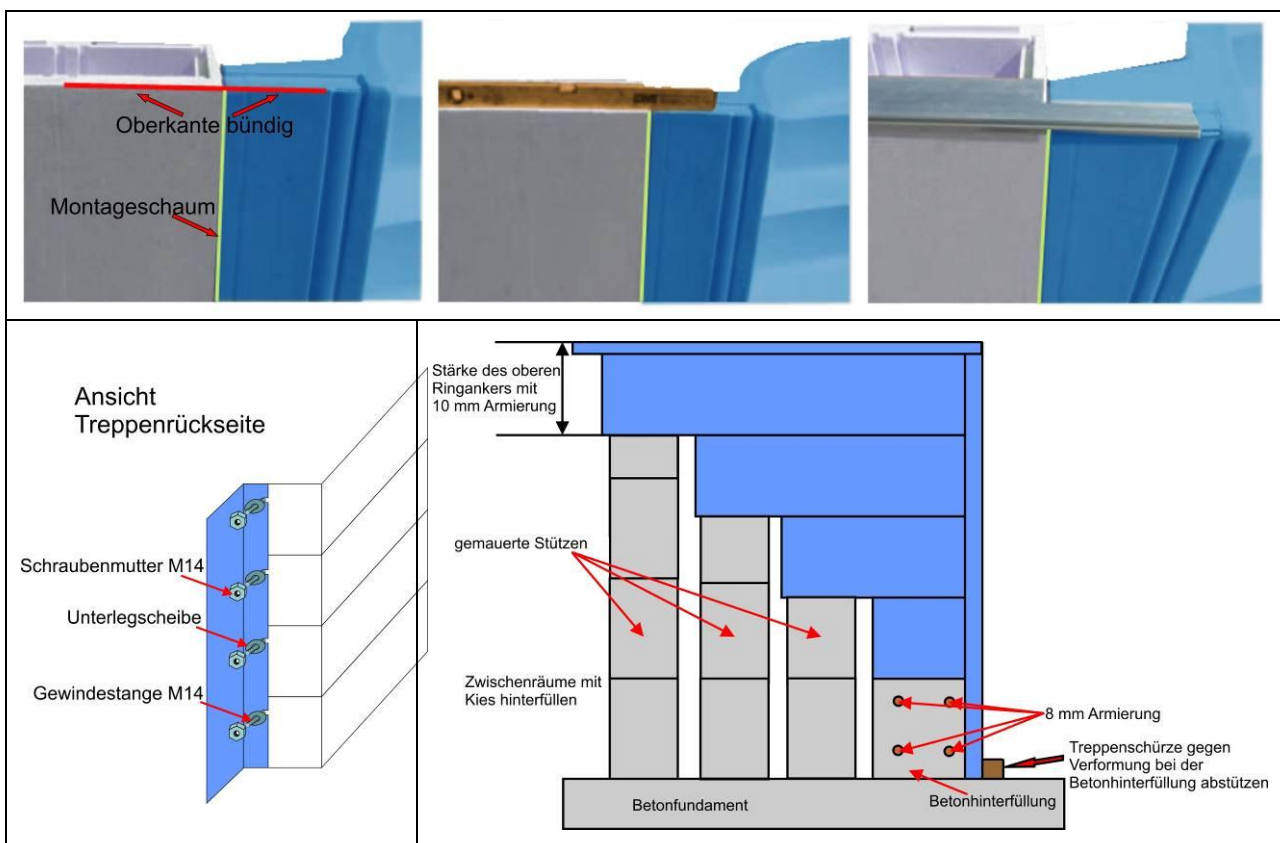 Oberkante bündig
Montageschaum
Ansicht
Treppenrückseite
Schraubenmutter M14
Unterlegscheibe
Gewindestange M14
Stärke des oberen
Ringankers mit
10 mm Armierung
gemauerte Stützen
Zwischenräume mit
Kies hinterfüllen
8 mm Armierung
Treppenschürze gegen
Verformung bei der
Betonhinterfüllung abstützen
Betonfundament
Betonhinterfüllung